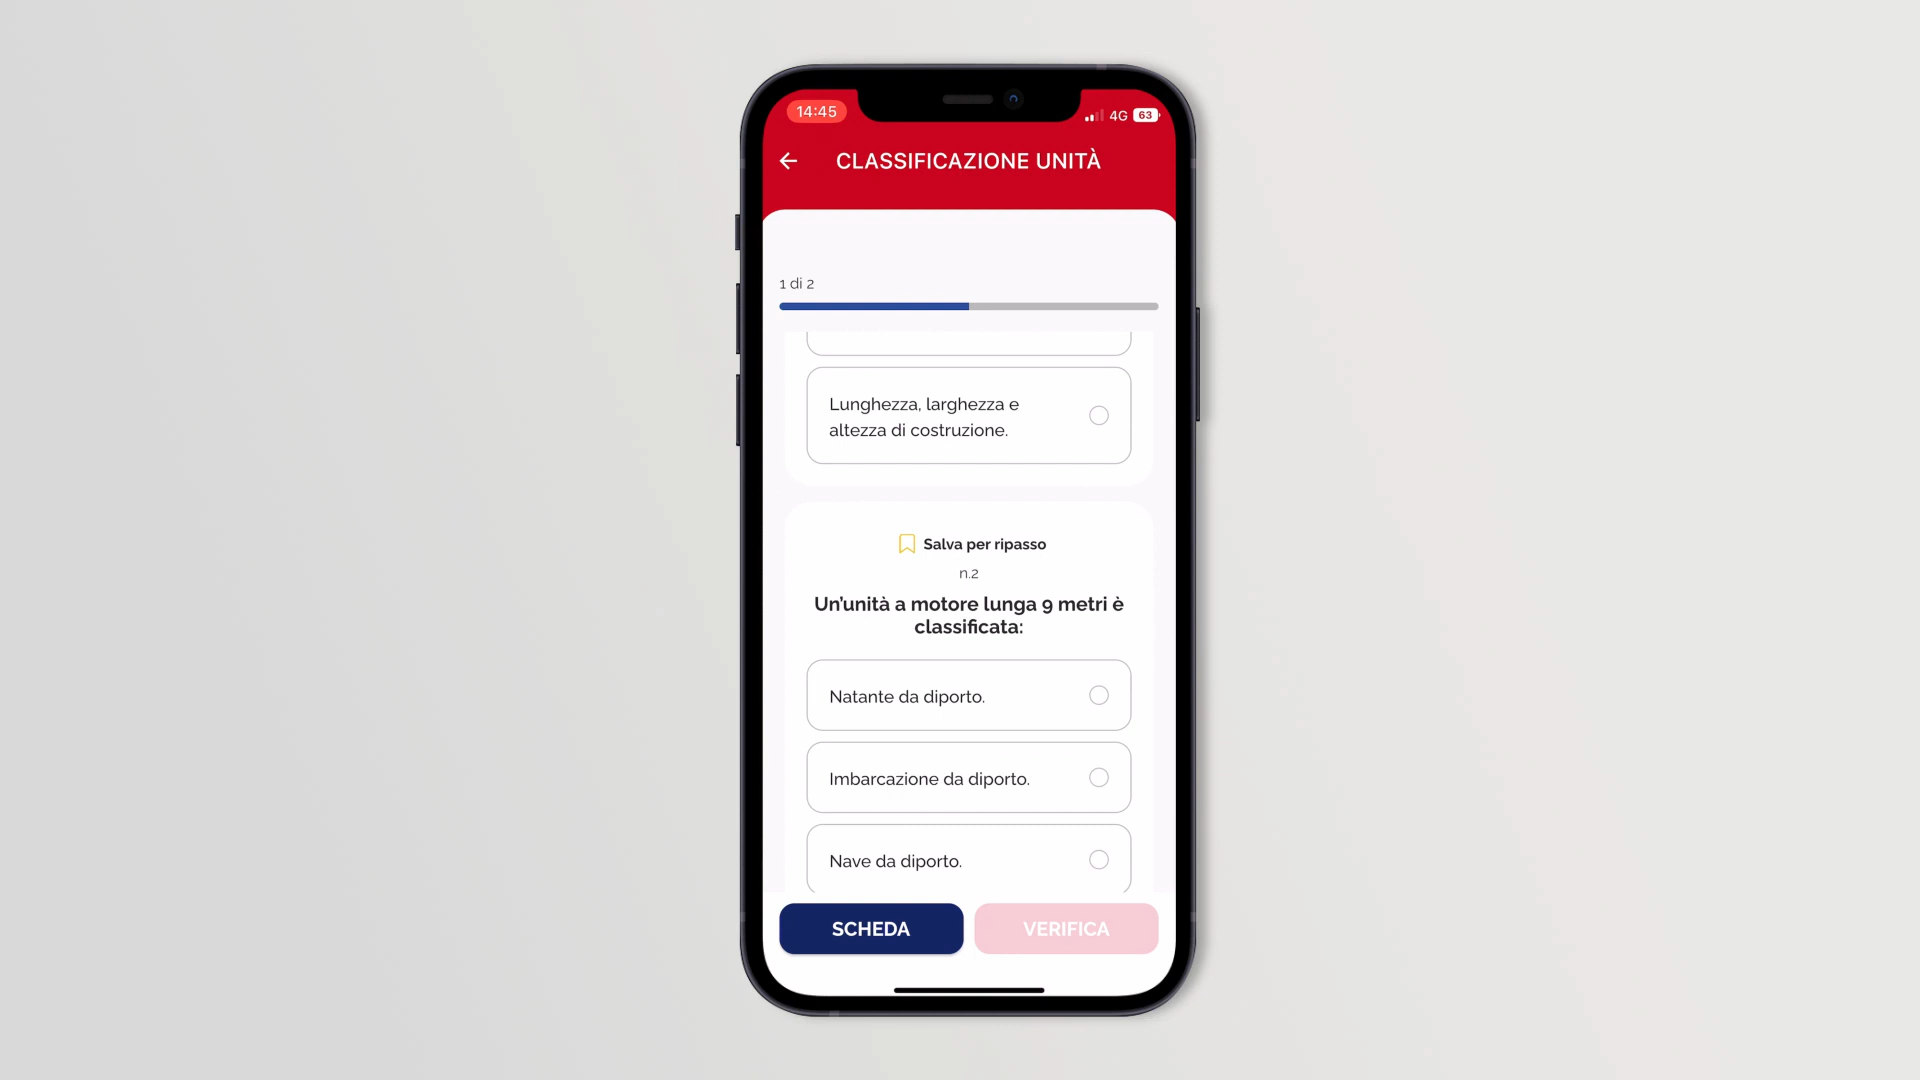 14:45
4G 63
CLASSIFICAZIONE UNITÀ
1 di 2
Lunghezza, larghezza e
altezza di costruzione.
Salva per ripasso
n.2
Un'unità a motore lunga 9 metri è
classificata:
Natante da diporto.
Imbarcazione da diporto.
Nave da diporto.
SCHEDA
VERIFICA